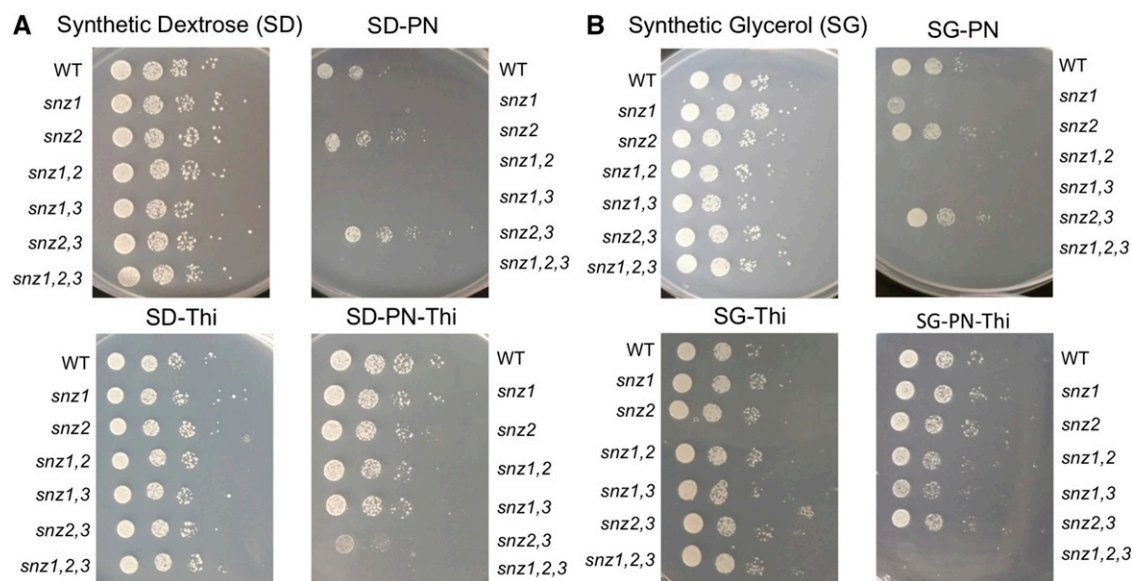 A Synthetic Dextrose (SD) SD-PN
WT
snz1
snz2
snz1,2
snz1,3
snz2,3
snz1,2,3
WT
snz1
snz2
snz1,2
snz1,3
snz2,3
snz1,2,3
SD-Thi SD-PN-Thi
WT
snz1
snz2
snz1,2
snz1,3
snz2,3
snz1,2,3
WT
snz1
snz2
snz1,2
snz1,3
snz2,3
snz1,2,3
B Synthetic Glycerol (SG) SG-PN
WT
snz1
snz2
snz1,2
snz1,3
snz2,3
snz1,2,3
WT
snz1
snz2
snz1,2
snz1,3
snz2,3
snz1,2,3
SG-Thi SG-PN-Thi
WT
snz1
snz2
snz1,2
snz1,3
snz2,3
snz1,2,3
WT
snz1
snz2
snz1,2
snz1,3
snz2,3
snz1,2,3